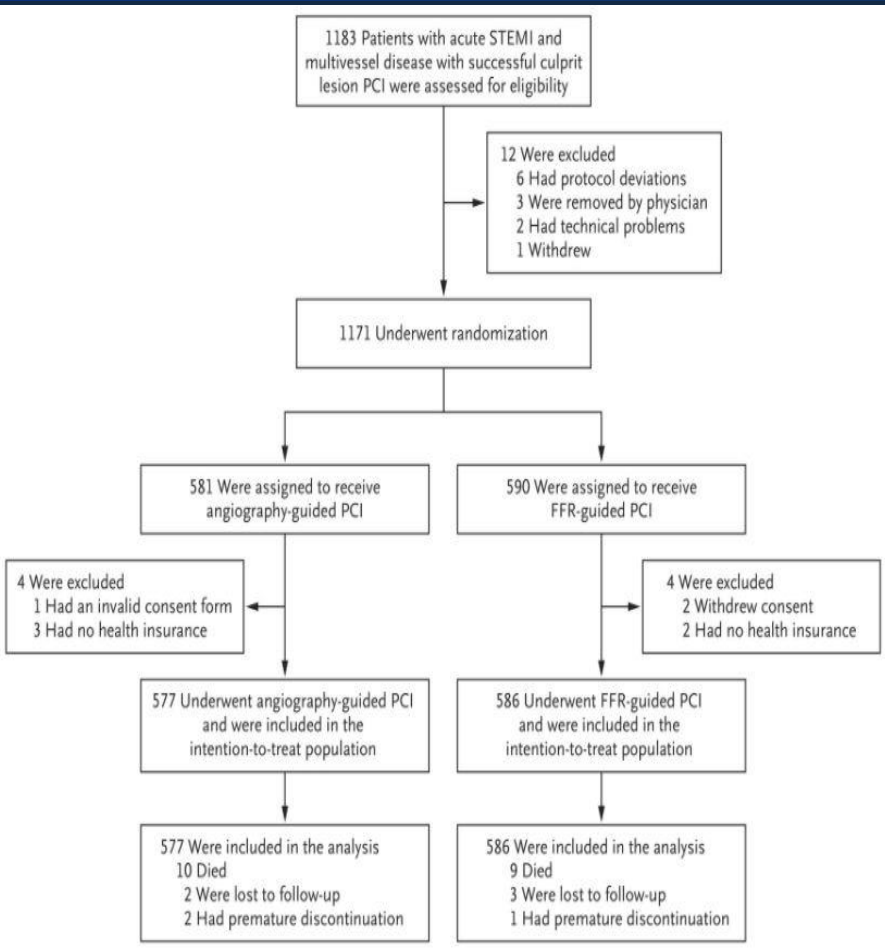 1183 Patients with acute STEMI and
multivessel disease with successful culprit
lesion PCI were assessed for eligibility
12 Were excluded
6 Had protocol deviations
3 Were removed by physician
2 Had technical problems
1 Withdrew
1171 Underwent randomization
581 Were assigned to receive
angiography-guided PCI
590 Were assigned to receive
FFR-guided PCI
4 Were excluded
1 Had an invalid consent form
3 Had no health insurance
4 Were excluded
2 Withdrew consent
2 Had no health insurance
577 Underwent angiography-guided PCI
and were included in the
intention-to-treat population
586 Underwent FFR-guided PCI
and were included in the
intention-to-treat population
577 Were included in the analysis
10 Died
2 Were lost to follow-up
2 Had premature discontinuation
586 Were included in the analysis
9 Died
3 Were lost to follow-up
1 Had premature discontinuation